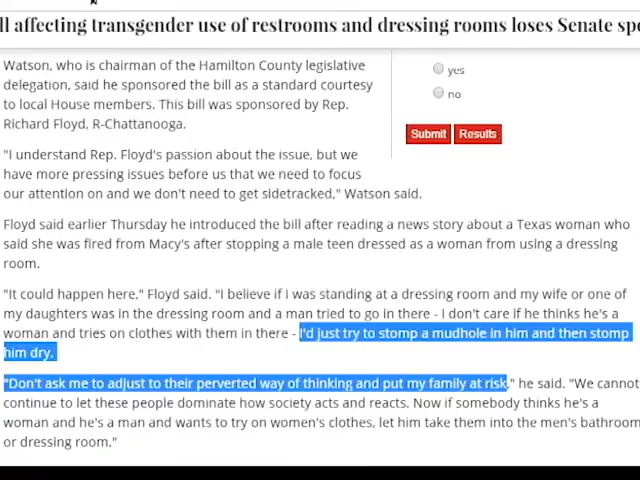 ll affecting transgender use of restrooms and dressing rooms loses Senate spo
Watson, who is chairman of the Hamilton County legislative
delegation, said he sponsored the bill as a standard courtesy
to local House members. This bill was sponsored by Rep.
Richard Floyd, R-Chattanooga.
"I understand Rep. Floyd's passion about the issue, but we
have more pressing issues before us that we need to focus
our attention on and we don't need to get sidetracked," Watson said.
yes
no
Submit Results
Floyd said earlier Thursday he introduced the bill after reading a news story about a Texas woman who
said she was fired from Macy's after stopping a male teen dressed as a woman from using a dressing
room.
"It could happen here," Floyd said. "I believe if I was standing at a dressing room and my wife or one of
my daughters was in the dressing room and a man tried to go in there - I don't care if he thinks he's a
woman and tries on clothes with them in there - I'd just try to stomp a mudhole in him and then stomp
him dry.
"Don't ask me to adjust to their perverted way of thinking and put my family at risk," he said. "We cannot
continue to let these people dominate how society acts and reacts. Now if somebody thinks he's a
woman and he's a man and wants to try on women's clothes, let him take them into the men's bathroom
or dressing room."